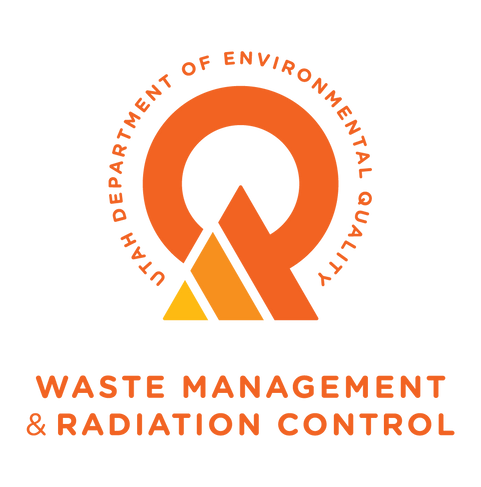 UTAH DEPARTMENT OF ENVIRONMENTAL QUALITY
WASTE MANAGEMENT
& RADIATION CONTROL